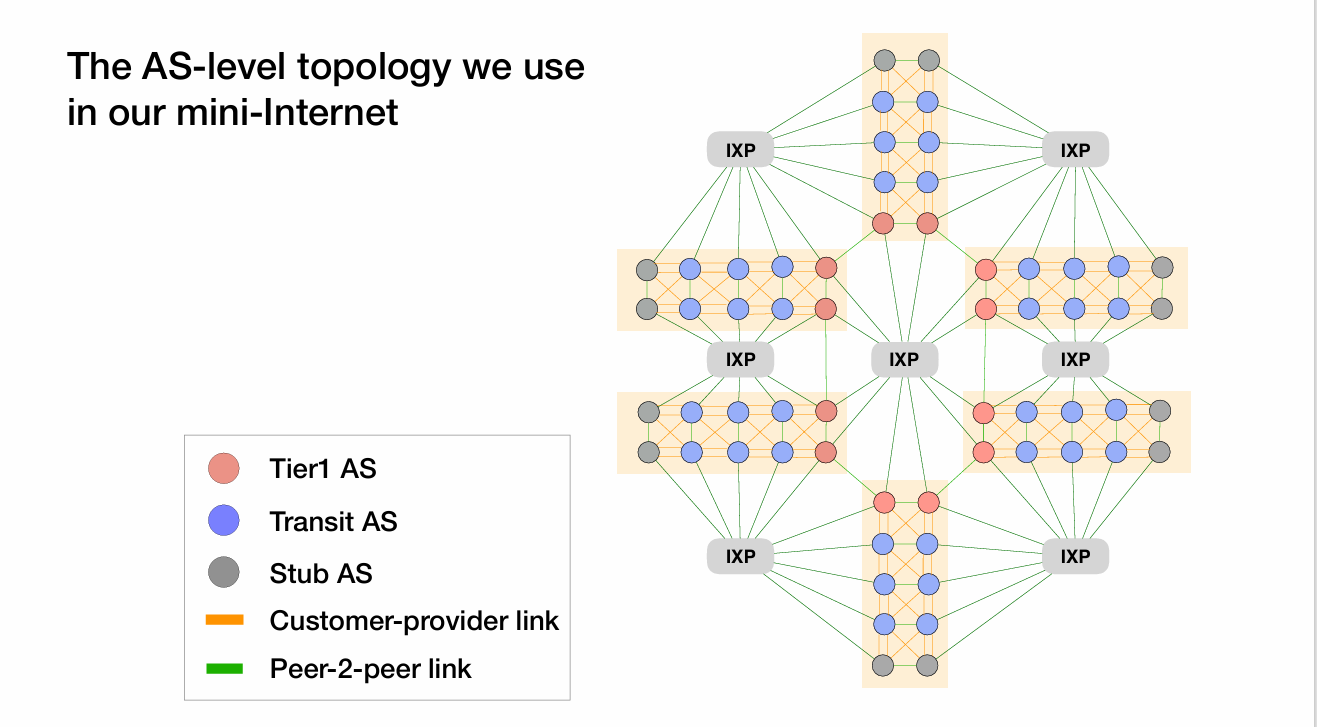 The AS-level topology we use
in our mini-Internet
IXP
IXP
IXP
IXP
IXP
IXP
IXP
Tier1 AS
Transit AS
Stub AS
Customer-provider link
Peer-2-peer link